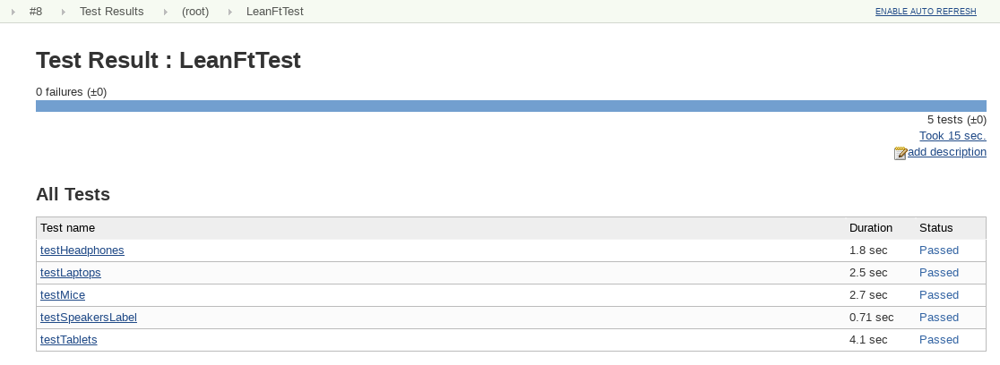 #8 Test Results (root) LeanFtTest ENABLE AUTO REFRESH
Test Result : LeanFtTest
0 failures (±0)
5 tests (±0)
Took 15 sec.
add description
All Tests
Test name Duration Status
testHeadphones 1.8 sec Passed
testLaptops 2.5 sec Passed
testMice 2.7 sec Passed
testSpeakersLabel 0.71 sec Passed
testTablets 4.1 sec Passed